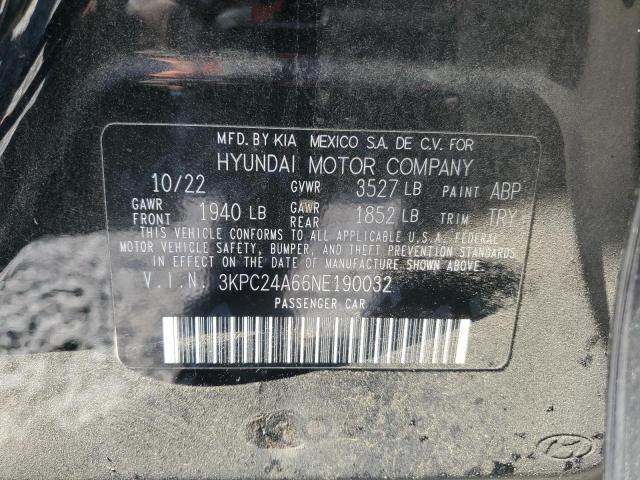 MFD. BY KIA MEXICO S.A. DE C.V. FOR
HYUNDAI MOTOR COMPANY
10/22 GVWR 3527 LB PAINT ABP
GAWR FRONT 1940 LB GAWR REAR 1852 LB TRIM TRY
THIS VEHICLE CONFORMS TO ALL APPLICABLE U.S.A. FEDERAL
MOTOR VEHICLE SAFETY, BUMPER, AND THEFT PREVENTION STANDARDS
IN EFFECT ON THE DATE OF MANUFACTURE SHOWN ABOVE.
V.I.N. 3KPC24A66NE190032
PASSENGER CAR